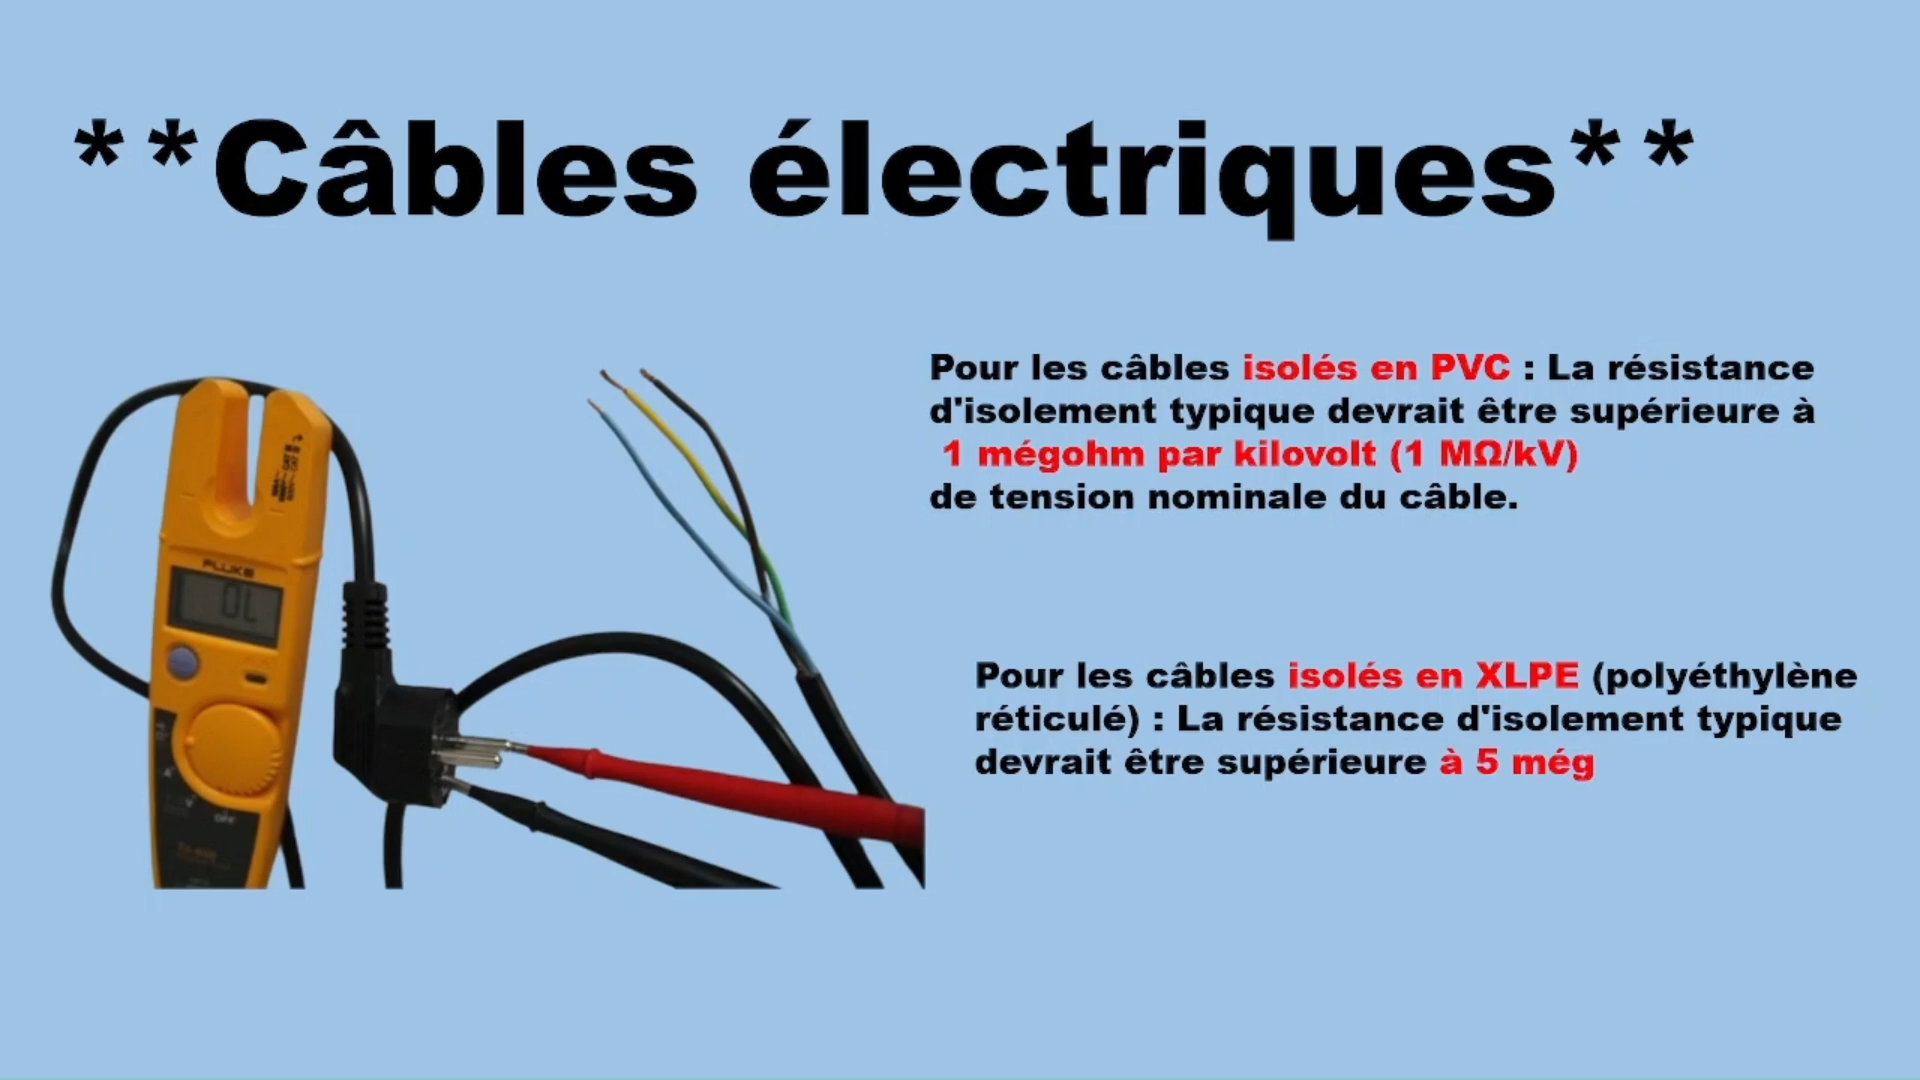 **Câbles électriques**
Pour les câbles isolés en PVC : La résistance
d'isolement typique devrait être supérieure à
1 mégohm par kilovolt (1 MΩ/kV)
de tension nominale du câble.
FLUKE
OL
OFF
Pour les câbles isolés en XLPE (polyéthylène
réticulé) : La résistance d'isolement typique
devrait être supérieure à 5 még